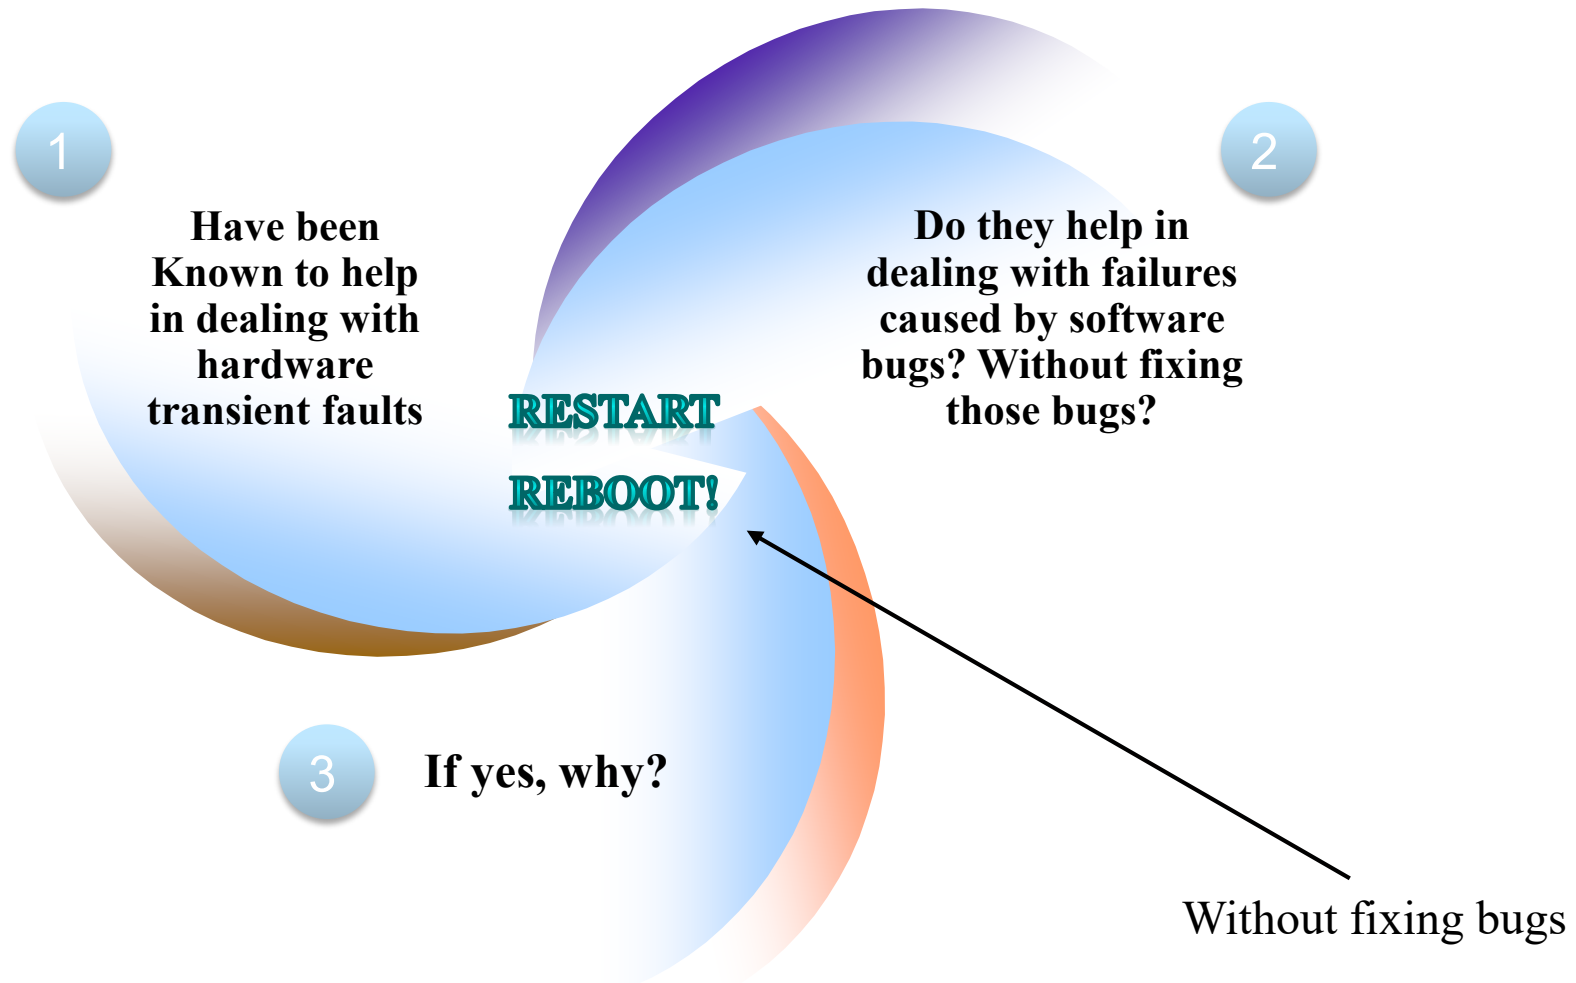 1
Have been
Known to help
in dealing with
hardware
transient faults
2
Do they help in
dealing with failures
caused by software
bugs? Without fixing
those bugs?
RESTART
REBOOT!
3
If yes, why?
Without fixing bugs